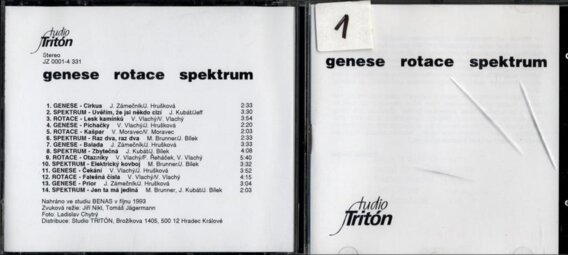 studio
Tritón
Stereo
JZ 0001-4 331
genese rotace spektrum
1. GENESE - Cirkus J. Zámečník/J. Hrušková 2:33
2. SPEKTRUM - Uvěřím, že jsi někdo cizí J. Kubát/Jeff 3:30
3. ROTACE - Lesk kamínků V. Vlachý/V. Vlachý 3:54
4. GENESE - Píchačky V. Vlachý/J. Hrušková 2:20
5. ROTACE - Kašpar V. Moravec/V. Moravec 2:03
6. SPEKTRUM - Raz dva, raz dva M. Brunner/J. Bílek 2:21
7. GENESE - Balada J. Zámečník/J. Hrušková 2:33
8. SPEKTRUM - Zbytečná J. Kubát/J. Bílek 4:08
9. ROTACE - Otazníky V. Vlachý/F. Řeháček, V. Vlachý 5:40
10. SPEKTRUM - Elektrický kovboj M. Brunner/J. Bílek 3:12
11. GENESE - Čekání V. Vlachý/J. Hrušková 3:32
12. ROTACE - Falešná čísla V. Vlachý/V. Vlachý 4:15
13. GENESE - Prior J. Zámečník/J. Hrušková 3:04
14. SPEKTRUM - Jen ta má jediná M. Brunner, J. Kubát/J. Bílek 2:03
Nahráno ve studiu BENAS v říjnu 1993
Zvuková režie: Jiří Nikl, Tomáš Jägermann
Foto: Ladislav Chytrý
Distribuce: Studio TRITÓN, Brožíkova 1405, 500 12 Hradec Králové
1
genese rotace spektrum
studio
Tritón